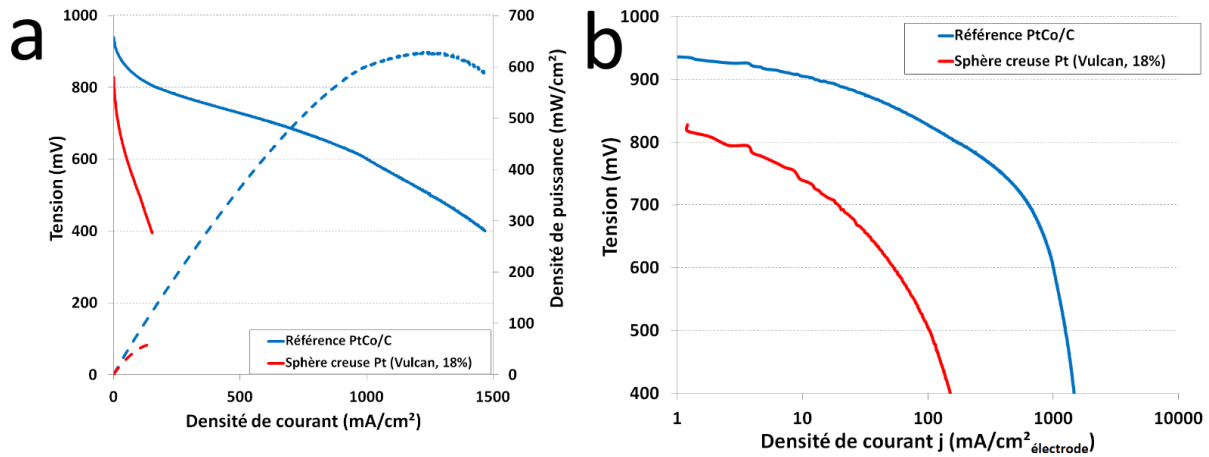 a
1000
800
600
400
200
0
Tension (mV)
700
600
500
400
300
200
100
0
Densité de puissance (mW/cm²)
Référence PtCo/C
Sphère creuse Pt (Vulcan, 18%)
0
500
1000
1500
Densité de courant (mA/cm²)
b
1000
900
800
700
600
500
400
Tension (mV)
Référence PtCo/C
Sphère creuse Pt (Vulcan, 18%)
1
10
100
1000
10000
Densité de courant j (mA/cm²électrode)